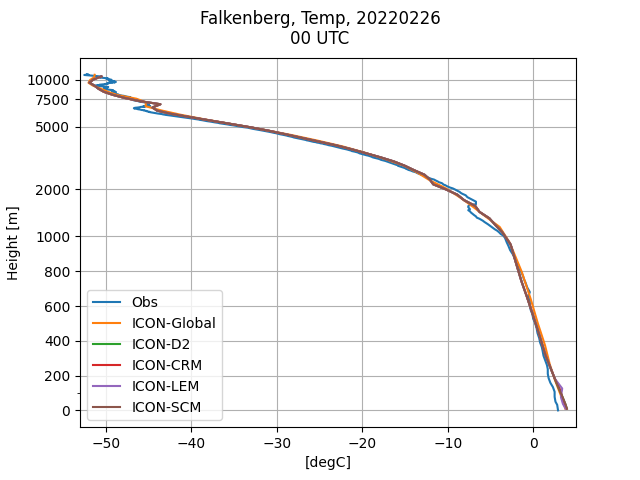 Falkenberg, Temp, 20220226
00 UTC
10000
7500
5000
2000
1000
800
600
400
200
0
Height [m]
Obs
ICON-Global
ICON-D2
ICON-CRM
ICON-LEM
ICON-SCM
−50 −40 −30 −20 −10 0
[degC]